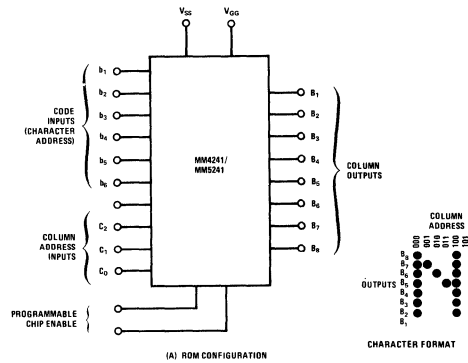 VSS VGG
b1
b2
b3
b4
b5
b6
CODE
INPUTS
(CHARACTER
ADDRESS)
C2
C1
C0
COLUMN
ADDRESS
INPUTS
PROGRAMMABLE
CHIP ENABLE
MM4241/
MM5241
B1
B2
B3
B4
B5
B6
B7
B8
COLUMN
OUTPUTS
COLUMN
ADDRESS
000 001 010 011 100 101
B8
B7
B6
B5
B4
B3
B2
B1
OUTPUTS
CHARACTER FORMAT
(A) ROM CONFIGURATION